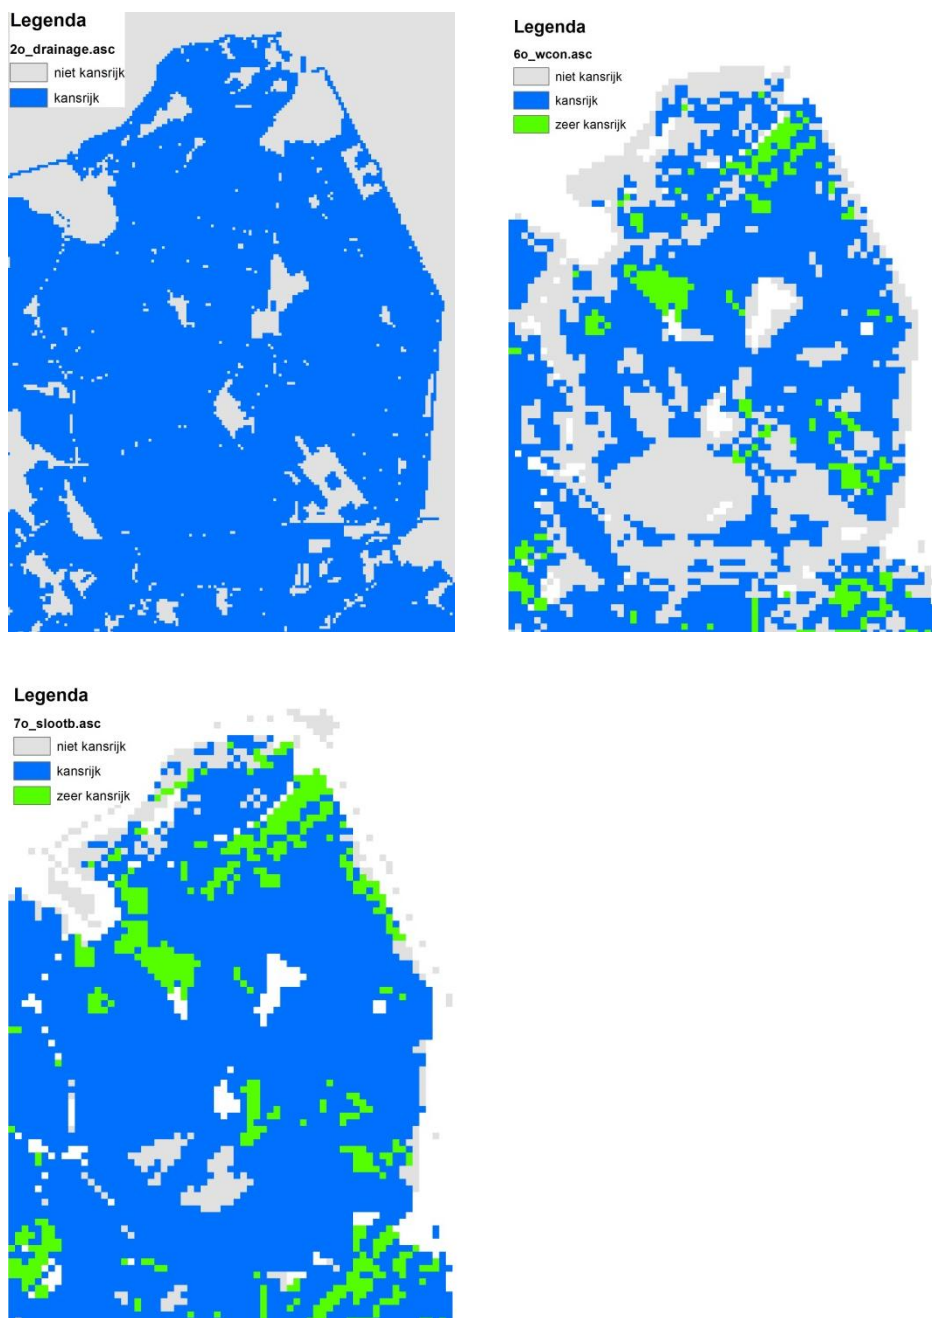 Legenda
2o_drainage.asc
niet kansrijk
kansrijk
Legenda
6o_wcon.asc
niet kansrijk
kansrijk
zeer kansrijk
Legenda
7o_slootb.asc
niet kansrijk
kansrijk
zeer kansrijk